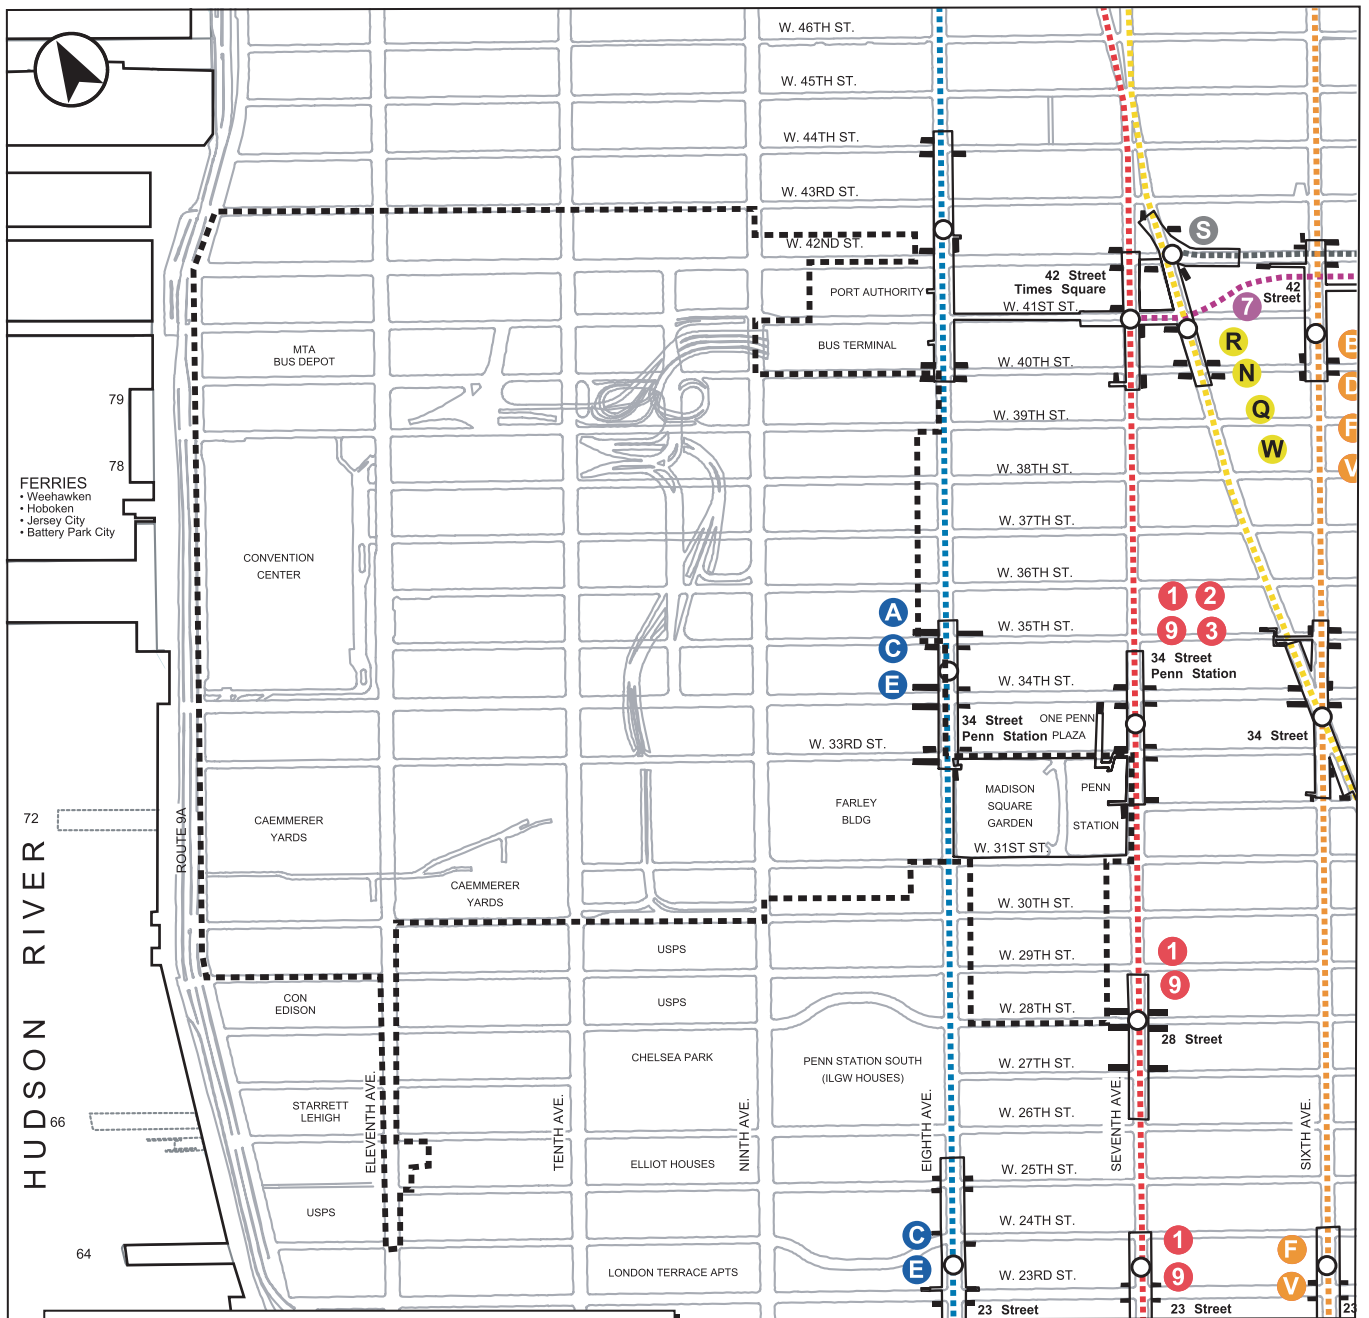 W. 46TH ST.
W. 45TH ST.
W. 44TH ST.
W. 43RD ST.
S
W. 42ND ST.
42 Street
Times Square
PORT AUTHORITY
42
Street
W. 41ST ST.
7
MTA
BUS DEPOT
BUS TERMINAL
R
W. 40TH ST.
N
D
79
Q
W. 39TH ST.
F
W
78
W. 38TH ST.
V
FERRIES
• Weehawken
• Hoboken
• Jersey City
• Battery Park City
W. 37TH ST.
CONVENTION
CENTER
W. 36TH ST.
A
1 2
W. 35TH ST.
9 3
C
34 Street
Penn Station
E
W. 34TH ST.
34 Street
Penn Station
ONE PENN
PLAZA
34 Street
W. 33RD ST.
MADISON
SQUARE
GARDEN
PENN
STATION
FARLEY
BLDG
72
CAEMMERER
YARDS
ROUTE 9A
W. 31ST ST.
CAEMMERER
YARDS
W. 30TH ST.
HUDSON RIVER
USPS
W. 29TH ST.
1
9
CON
EDISON
USPS
W. 28TH ST.
28 Street
CHELSEA PARK
PENN STATION SOUTH
(ILGW HOUSES)
W. 27TH ST.
66
STARRETT
LEHIGH
W. 26TH ST.
ELEVENTH AVE.
TENTH AVE.
NINTH AVE.
EIGHTH AVE.
SEVENTH AVE.
SIXTH AVE.
ELLIOT HOUSES
W. 25TH ST.
USPS
W. 24TH ST.
64
C
E
1
9
F
V
LONDON TERRACE APTS
W. 23RD ST.
23 Street
23 Street
23